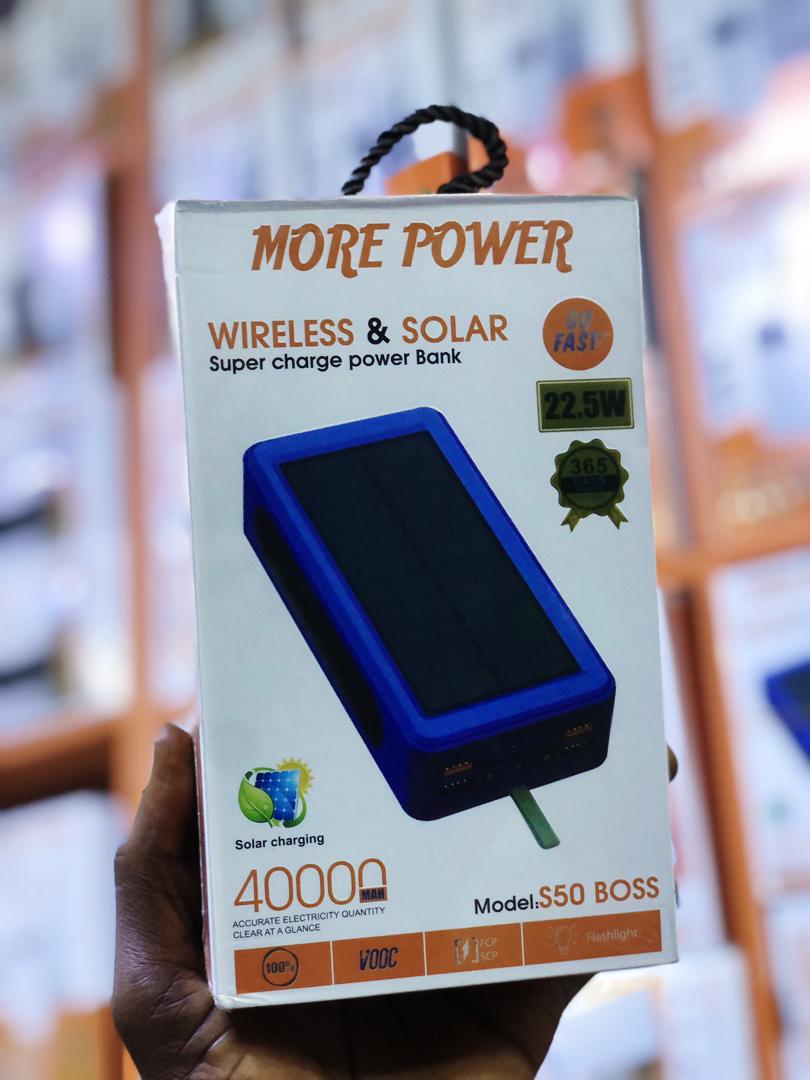 MORE POWER
WIRELESS & SOLAR
Super charge power Bank
GO
FAST
22.5W
365
DAYS
Solar charging
40000
MAH
ACCURATE ELECTRICITY QUANTITY
CLEAR AT A GLANCE
Model:S50 BOSS
100%
VOOC
FCP
SCP
Flashlight